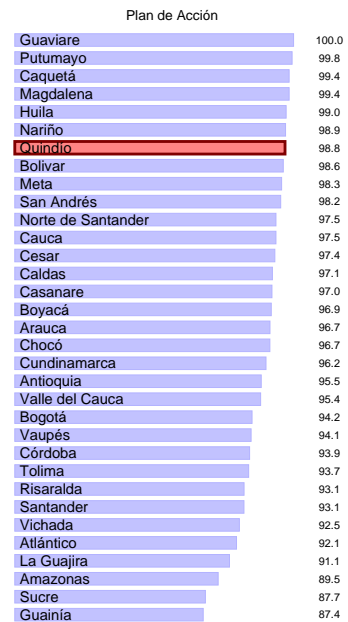 Plan de Acción
Guaviare 100.0
Putumayo 99.8
Caquetá 99.4
Magdalena 99.4
Huila 99.0
Nariño 98.9
Quindío 98.8
Bolivar 98.6
Meta 98.3
San Andrés 98.2
Norte de Santander 97.5
Cauca 97.5
Cesar 97.4
Caldas 97.1
Casanare 97.0
Boyacá 96.9
Arauca 96.7
Chocó 96.7
Cundinamarca 96.2
Antioquia 95.5
Valle del Cauca 95.4
Bogotá 94.2
Vaupés 94.1
Córdoba 93.9
Tolima 93.7
Risaralda 93.1
Santander 93.1
Vichada 92.5
Atlántico 92.1
La Guajira 91.1
Amazonas 89.5
Sucre 87.7
Guainía 87.4